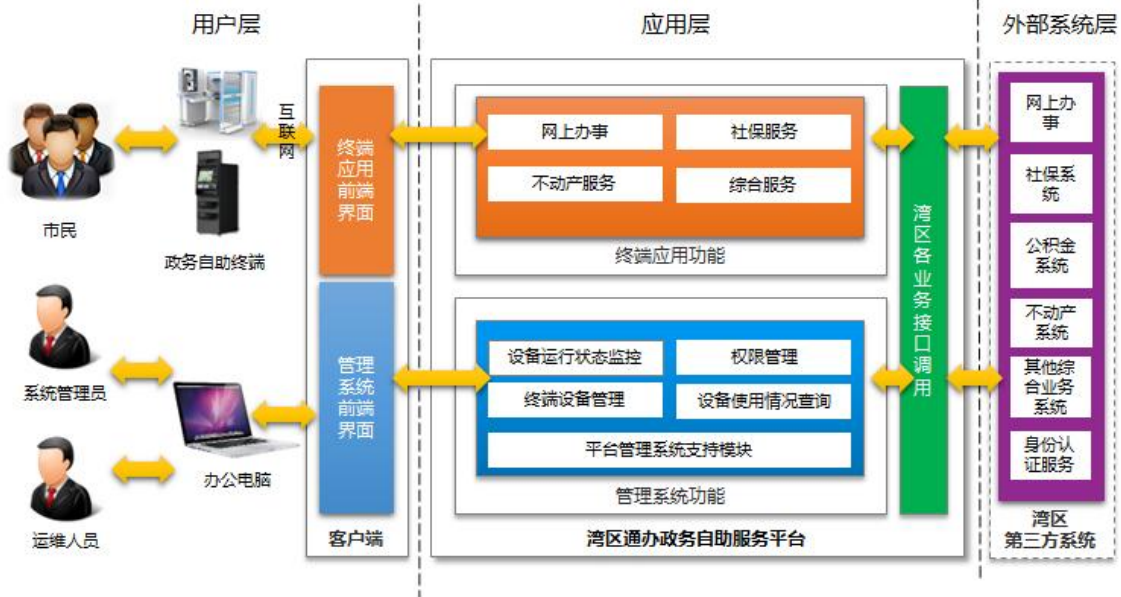 用户层
应用层
外部系统层
市民
政务自助终端
互
联
网
系统管理员
运维人员
办公电脑
终端
应用
前端
界面
管理
系统
前端
界面
客户端
网上办事
社保服务
不动产服务
综合服务
终端应用功能
设备运行状态监控
权限管理
终端设备管理
设备使用情况查询
平台管理系统支持模块
管理系统功能
湾区通办政务自助服务平台
湾
区
各
业
务
接
口
调
用
网上办
事
社保系
统
公积金
系统
不动产
系统
其他综
合业务
系统
身份认
证服务
湾区
第三方系统